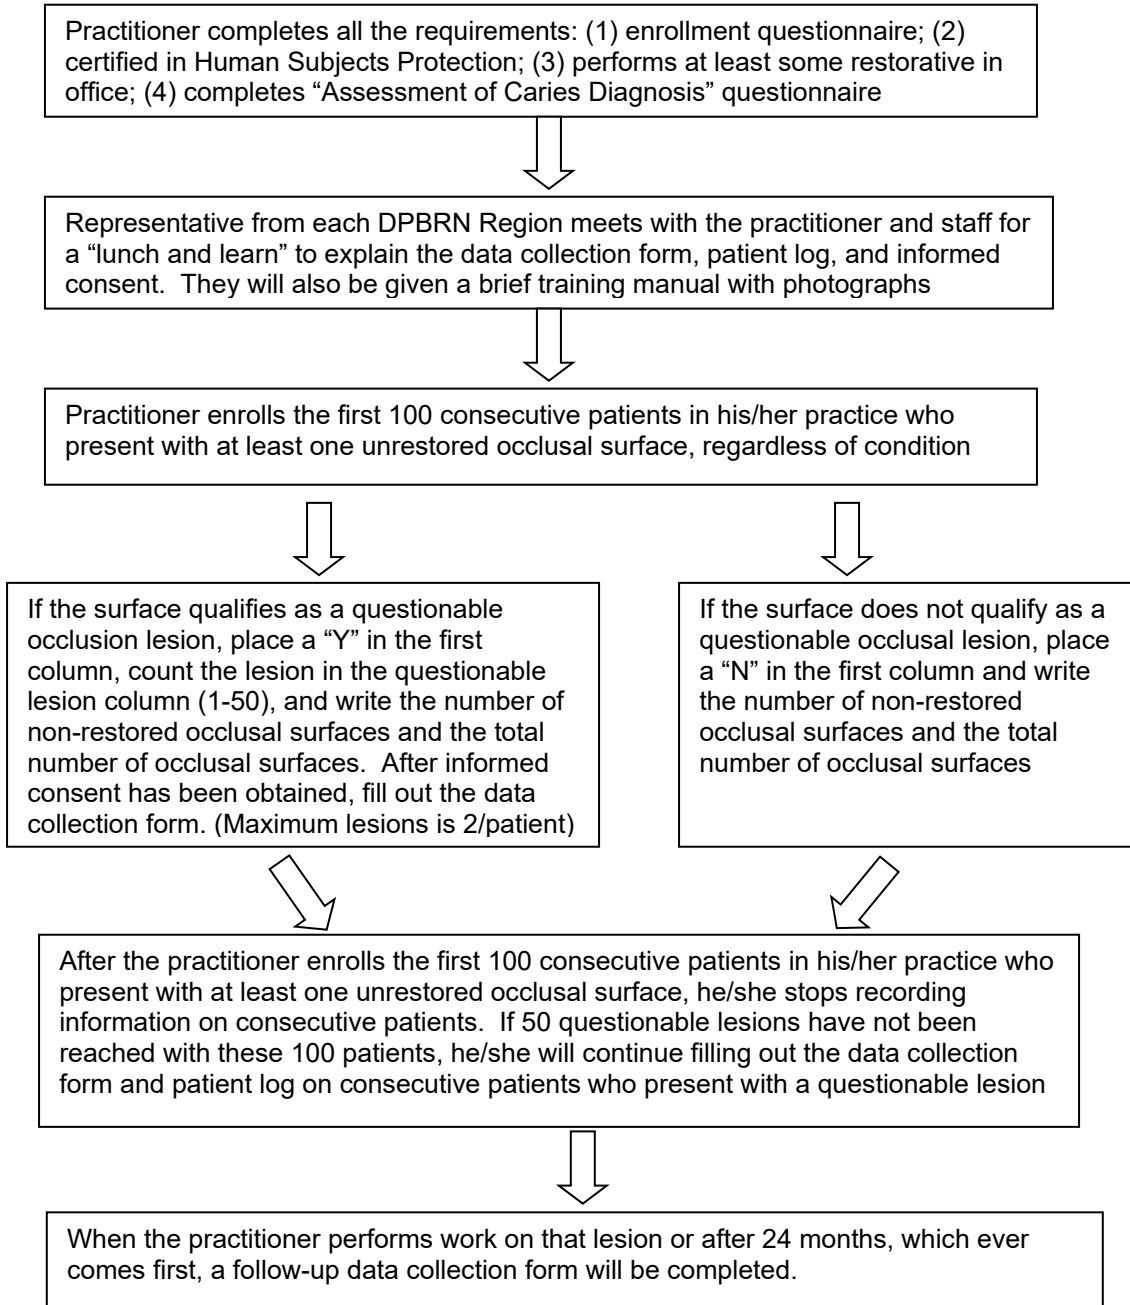 Practitioner completes all the requirements: (1) enrollment questionnaire; (2)
certified in Human Subjects Protection; (3) performs at least some restorative in
office; (4) completes “Assessment of Caries Diagnosis” questionnaire
Representative from each DPBRN Region meets with the practitioner and staff for
a “lunch and learn” to explain the data collection form, patient log, and informed
consent.  They will also be given a brief training manual with photographs
Practitioner enrolls the first 100 consecutive patients in his/her practice who
present with at least one unrestored occlusal surface, regardless of condition
If the surface qualifies as a questionable
occlusion lesion, place a “Y” in the first
column, count the lesion in the questionable
lesion column (1-50), and write the number of
non-restored occlusal surfaces and the total
number of occlusal surfaces.  After informed
consent has been obtained, fill out the data
collection form. (Maximum lesions is 2/patient)
If the surface does not qualify as a
questionable occlusal lesion, place
a “N” in the first column and write
the number of non-restored
occlusal surfaces and the total
number of occlusal surfaces
After the practitioner enrolls the first 100 consecutive patients in his/her practice who
present with at least one unrestored occlusal surface, he/she stops recording
information on consecutive patients.  If 50 questionable lesions have not been
reached with these 100 patients, he/she will continue filling out the data collection
form and patient log on consecutive patients who present with a questionable lesion
When the practitioner performs work on that lesion or after 24 months, which ever
comes first, a follow-up data collection form will be completed.